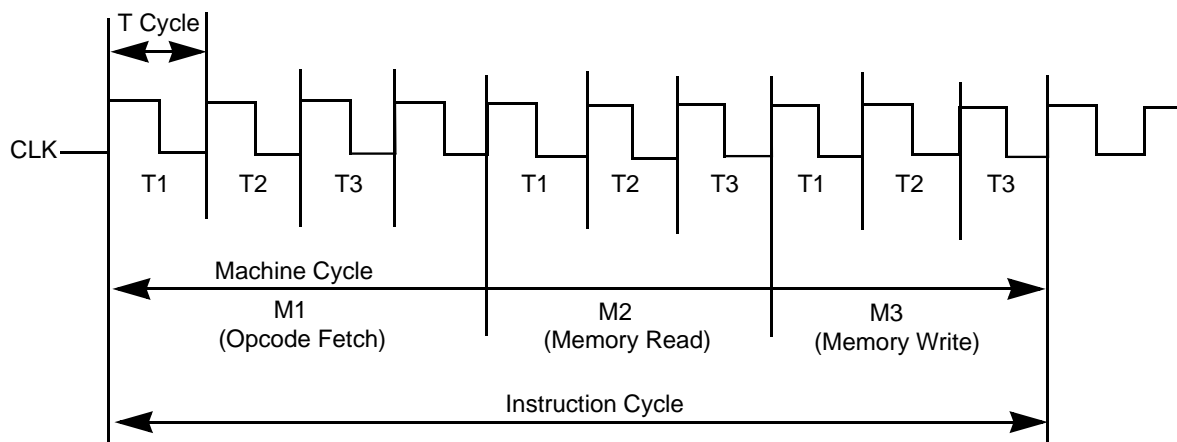 T Cycle
CLK
T1 T2 T3 T1 T2 T3 T1 T2 T3
Machine Cycle
M1 M2 M3
(Opcode Fetch) (Memory Read) (Memory Write)
Instruction Cycle